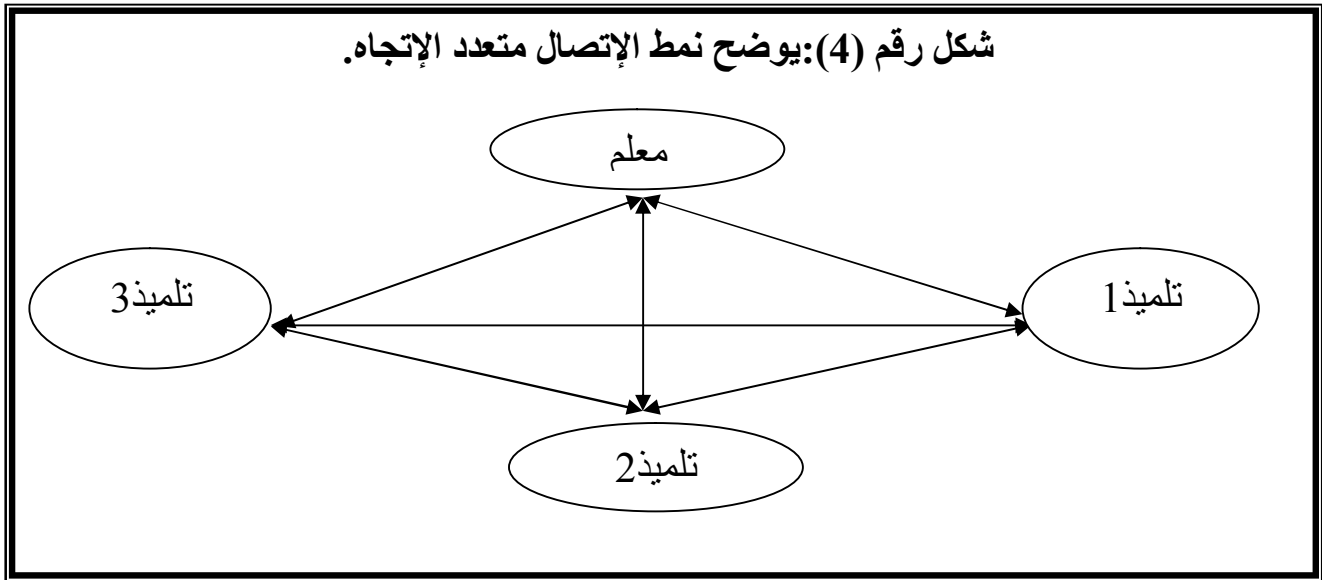 شكل رقم (4):يوضح نمط الإتصال متعدد الإتجاه.
معلم
تلميذ1
تلميذ3
تلميذ2